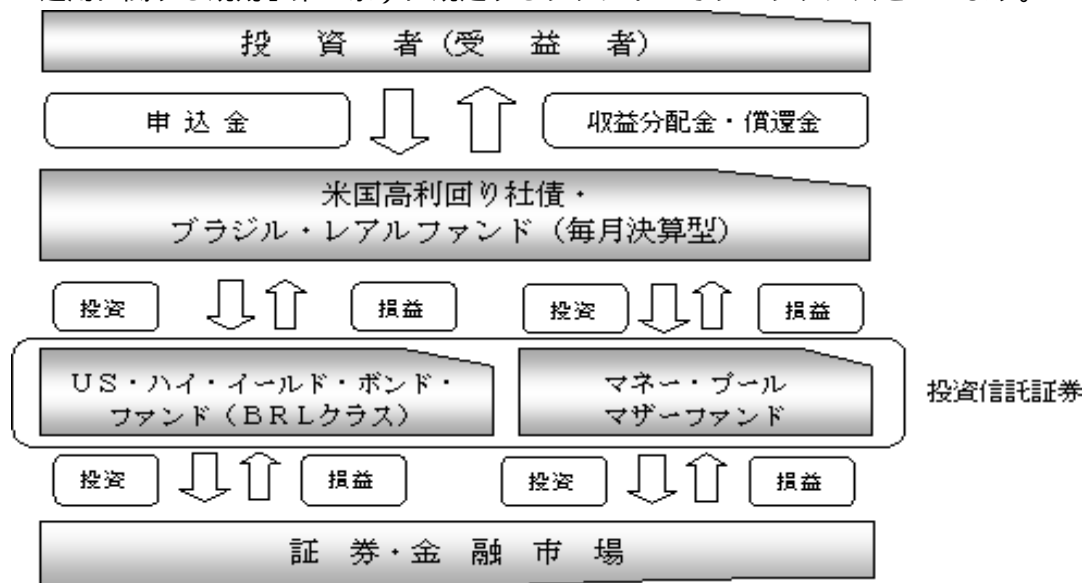 投 資 者(受 益 者)
申 込 金
収益分配金・償還金
米国高利回り社債・
ブラジル・レアルファンド(毎月決算型)
投資
損益
投資
損益
US・ハイ・イールド・ボンド・
ファンド(BRLクラス)
マネー・プール
マザーファンド
投資信託証券
投資
損益
投資
損益
証 券・金 融 市 場